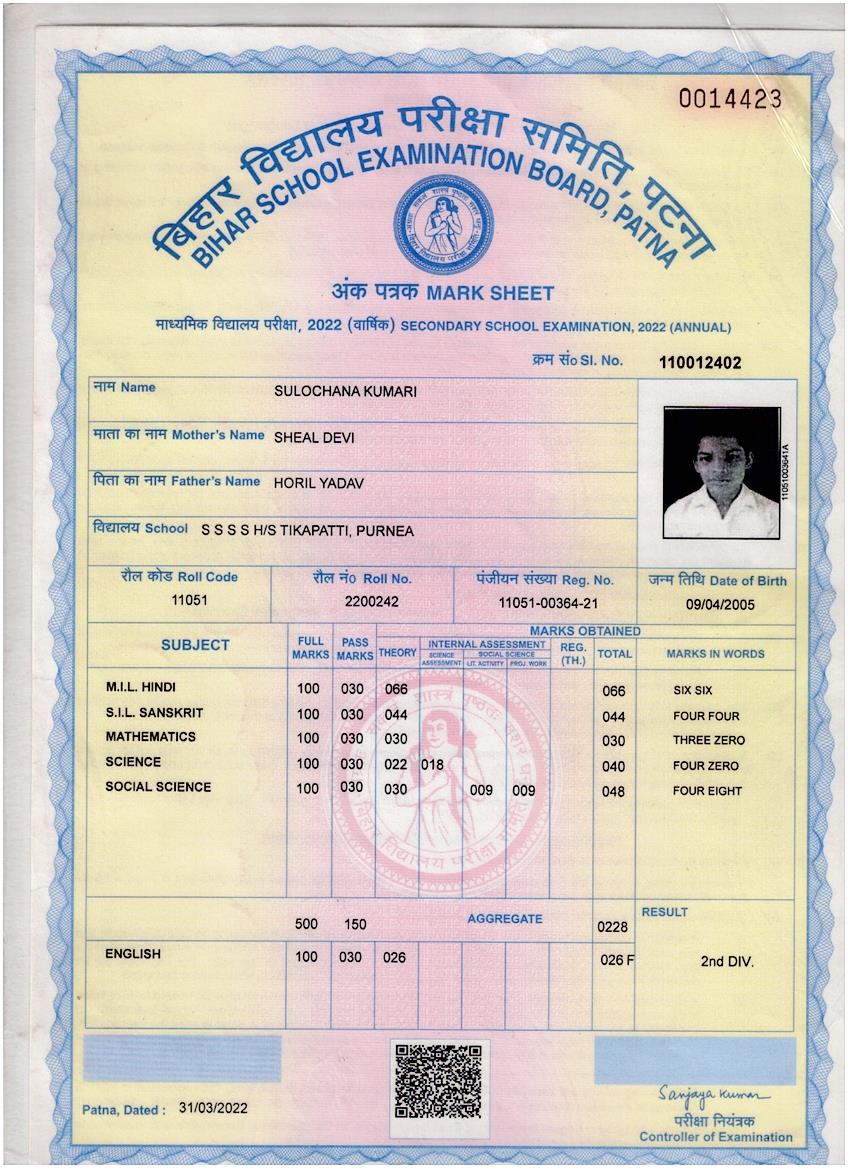 0014423
बिहार विद्यालय परीक्षा समिति, पटना
BIHAR SCHOOL EXAMINATION BOARD, PATNA
अंक पत्रक MARK SHEET
माध्यमिक विद्यालय परीक्षा, 2022 (वार्षिक) SECONDARY SCHOOL EXAMINATION, 2022 (ANNUAL)
क्रम सं० Sl. No. 110012402
नाम Name SULOCHANA KUMARI
माता का नाम Mother's Name SHEAL DEVI
पिता का नाम Father's Name HORIL YADAV
विद्यालय School S S S S H/S TIKAPATTI, PURNEA
11051003641A
रौल कोड Roll Code रौल नं० Roll No. पंजीयन संख्या Reg. No. जन्म तिथि Date of Birth
11051 2200242 11051-00364-21 09/04/2005
SUBJECT FULL MARKS PASS MARKS MARKS OBTAINED
THEORY INTERNAL ASSESSMENT REG. (TH.) TOTAL MARKS IN WORDS
SCIENCE ASSESSMENT SOCIAL SCIENCE LIT. ACTIVITY PROJ. WORK
M.I.L. HINDI 100 030 066 066 SIX SIX
S.I.L. SANSKRIT 100 030 044 044 FOUR FOUR
MATHEMATICS 100 030 030 030 THREE ZERO
SCIENCE 100 030 022 018 040 FOUR ZERO
SOCIAL SCIENCE 100 030 030 009 009 048 FOUR EIGHT
500 150 AGGREGATE 0228 RESULT
ENGLISH 100 030 026 026 F 2nd DIV.
Patna, Dated : 31/03/2022
Sanjaya Kumar
परीक्षा नियंत्रक
Controller of Examination